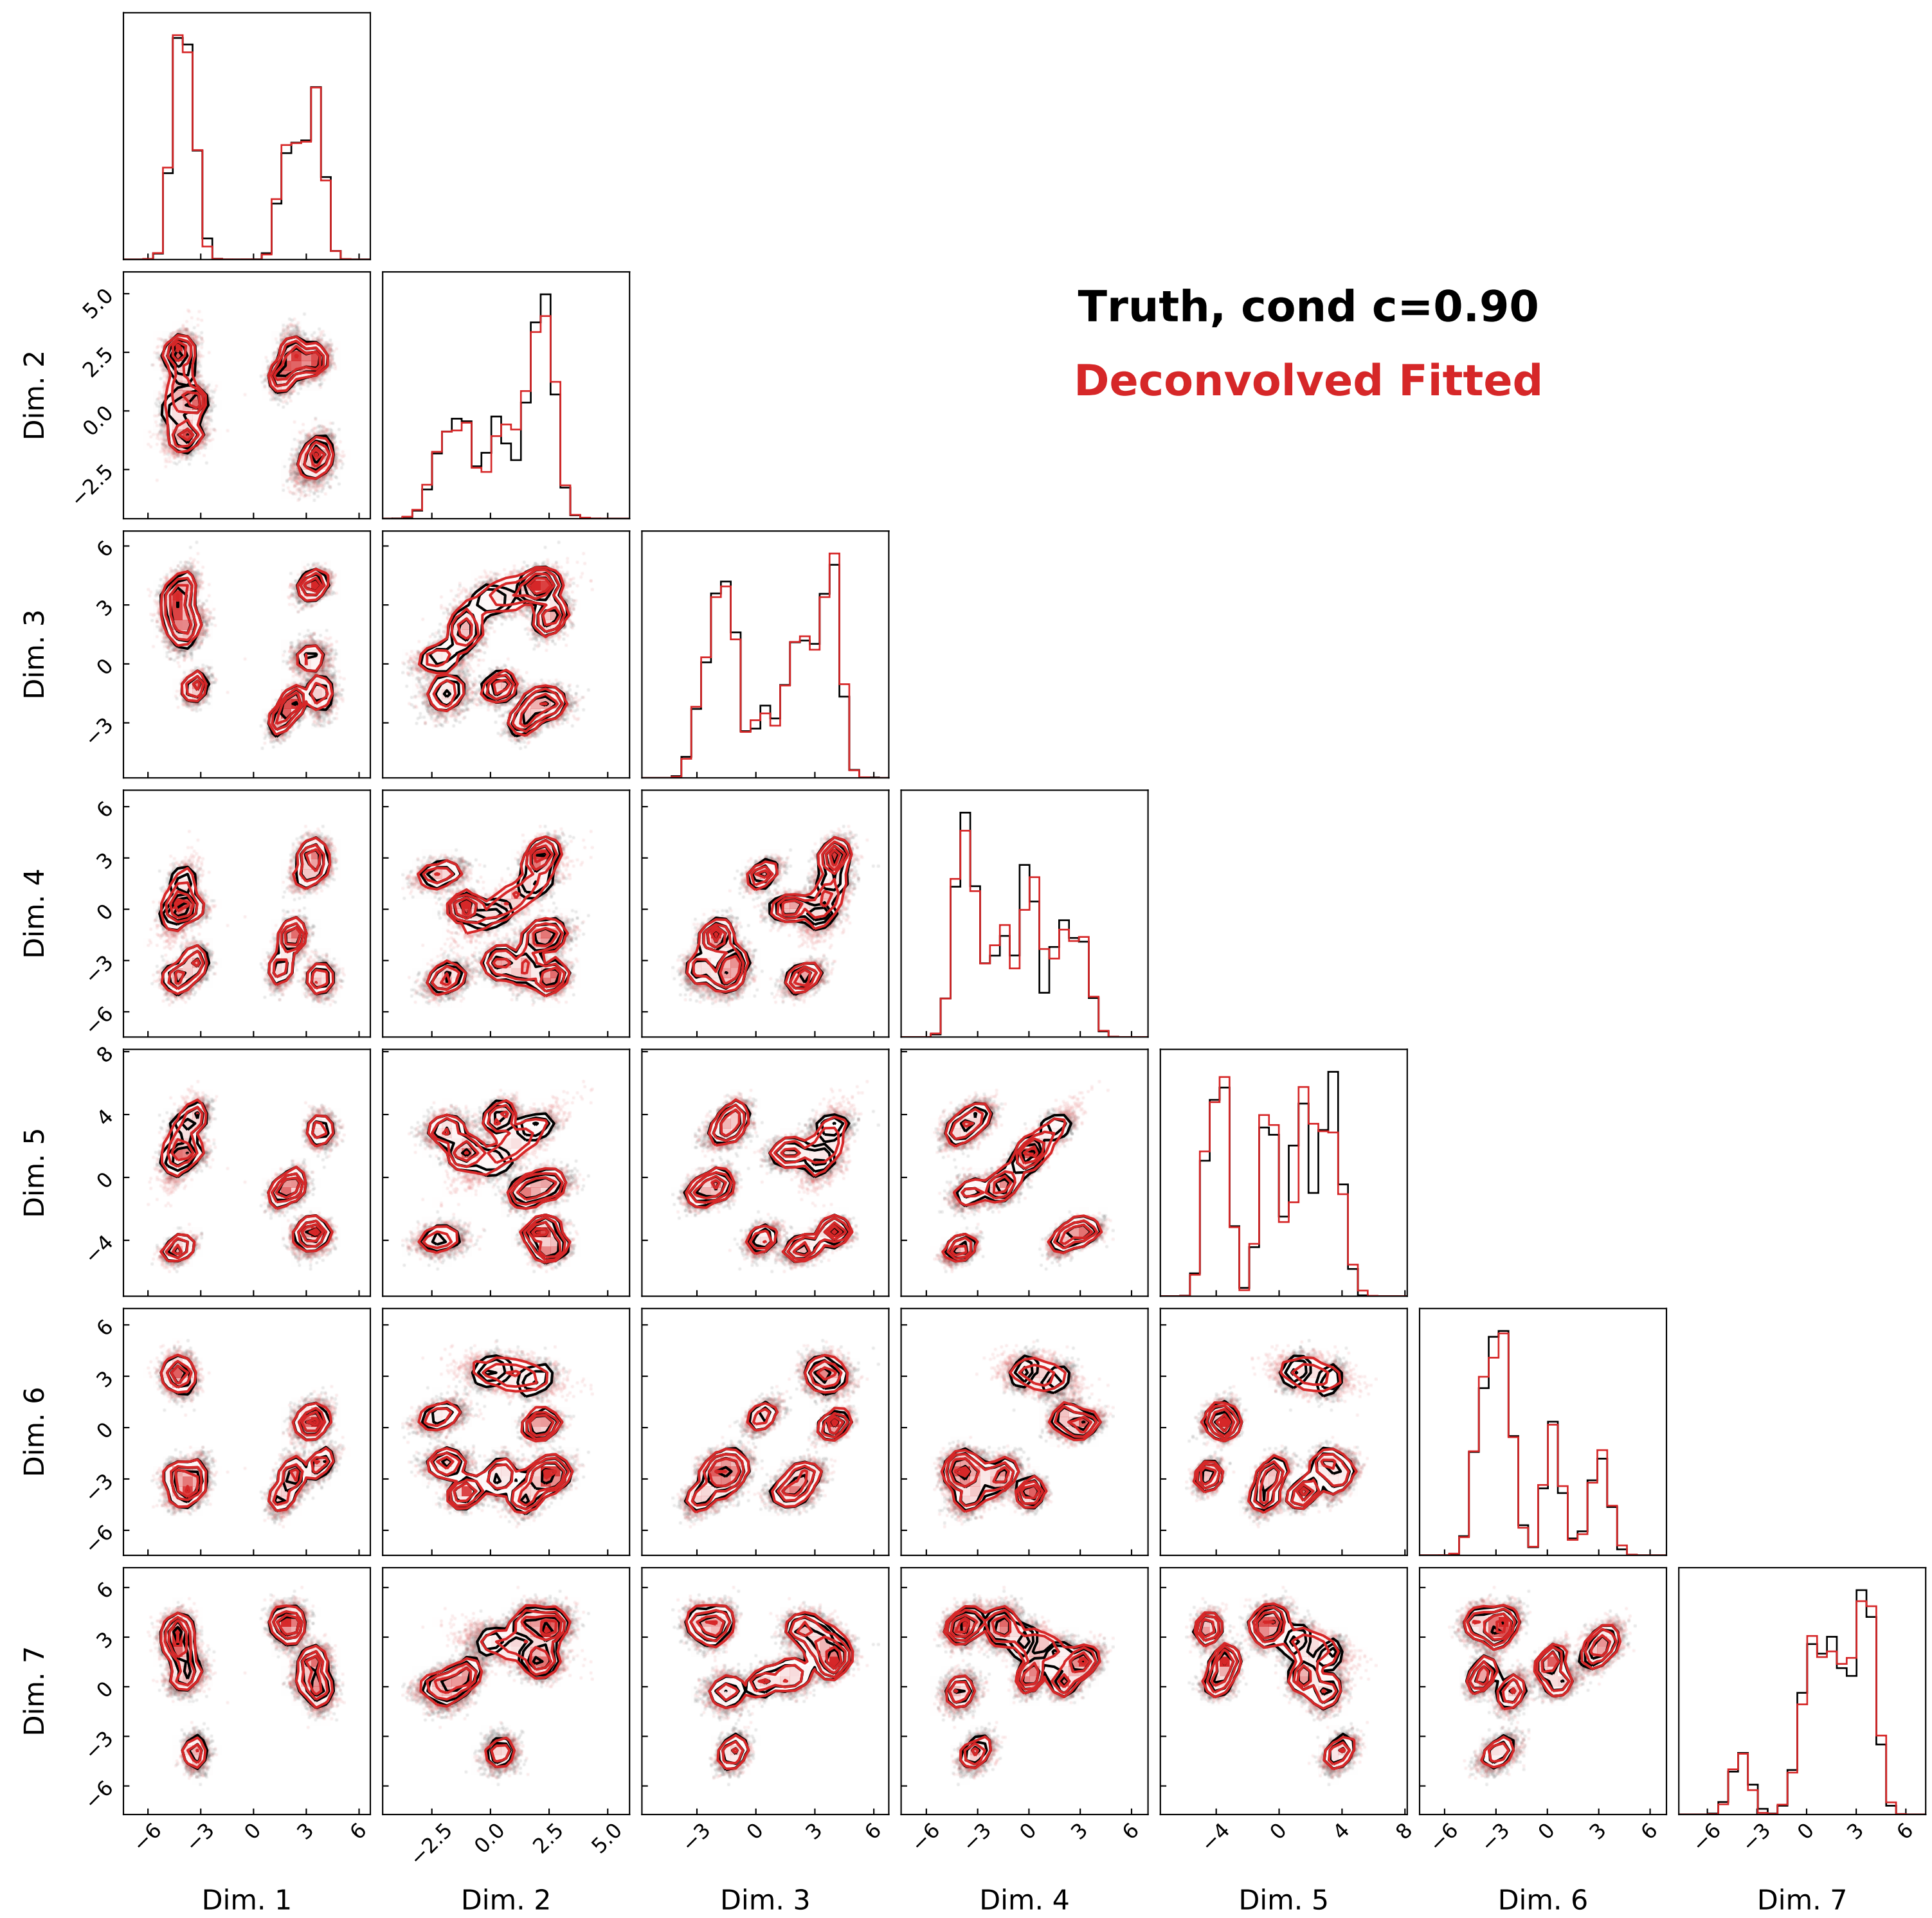 Truth, cond c=0.90
Deconvolved Fitted
5.0
2.5
0.0
−2.5
Dim. 2
6
3
0
−3
Dim. 3
6
3
0
−3
−6
Dim. 4
8
4
0
−4
Dim. 5
6
3
0
−3
−6
Dim. 6
6
3
0
−3
−6
Dim. 7
−6 −3 0 3 6 −2.5 0.0 2.5 5.0 −3 0 3 6 −6 −3 0 3 6 −4 0 4 8 −6 −3 0 3 6 −6 −3 0 3 6
Dim. 1 Dim. 2 Dim. 3 Dim. 4 Dim. 5 Dim. 6 Dim. 7